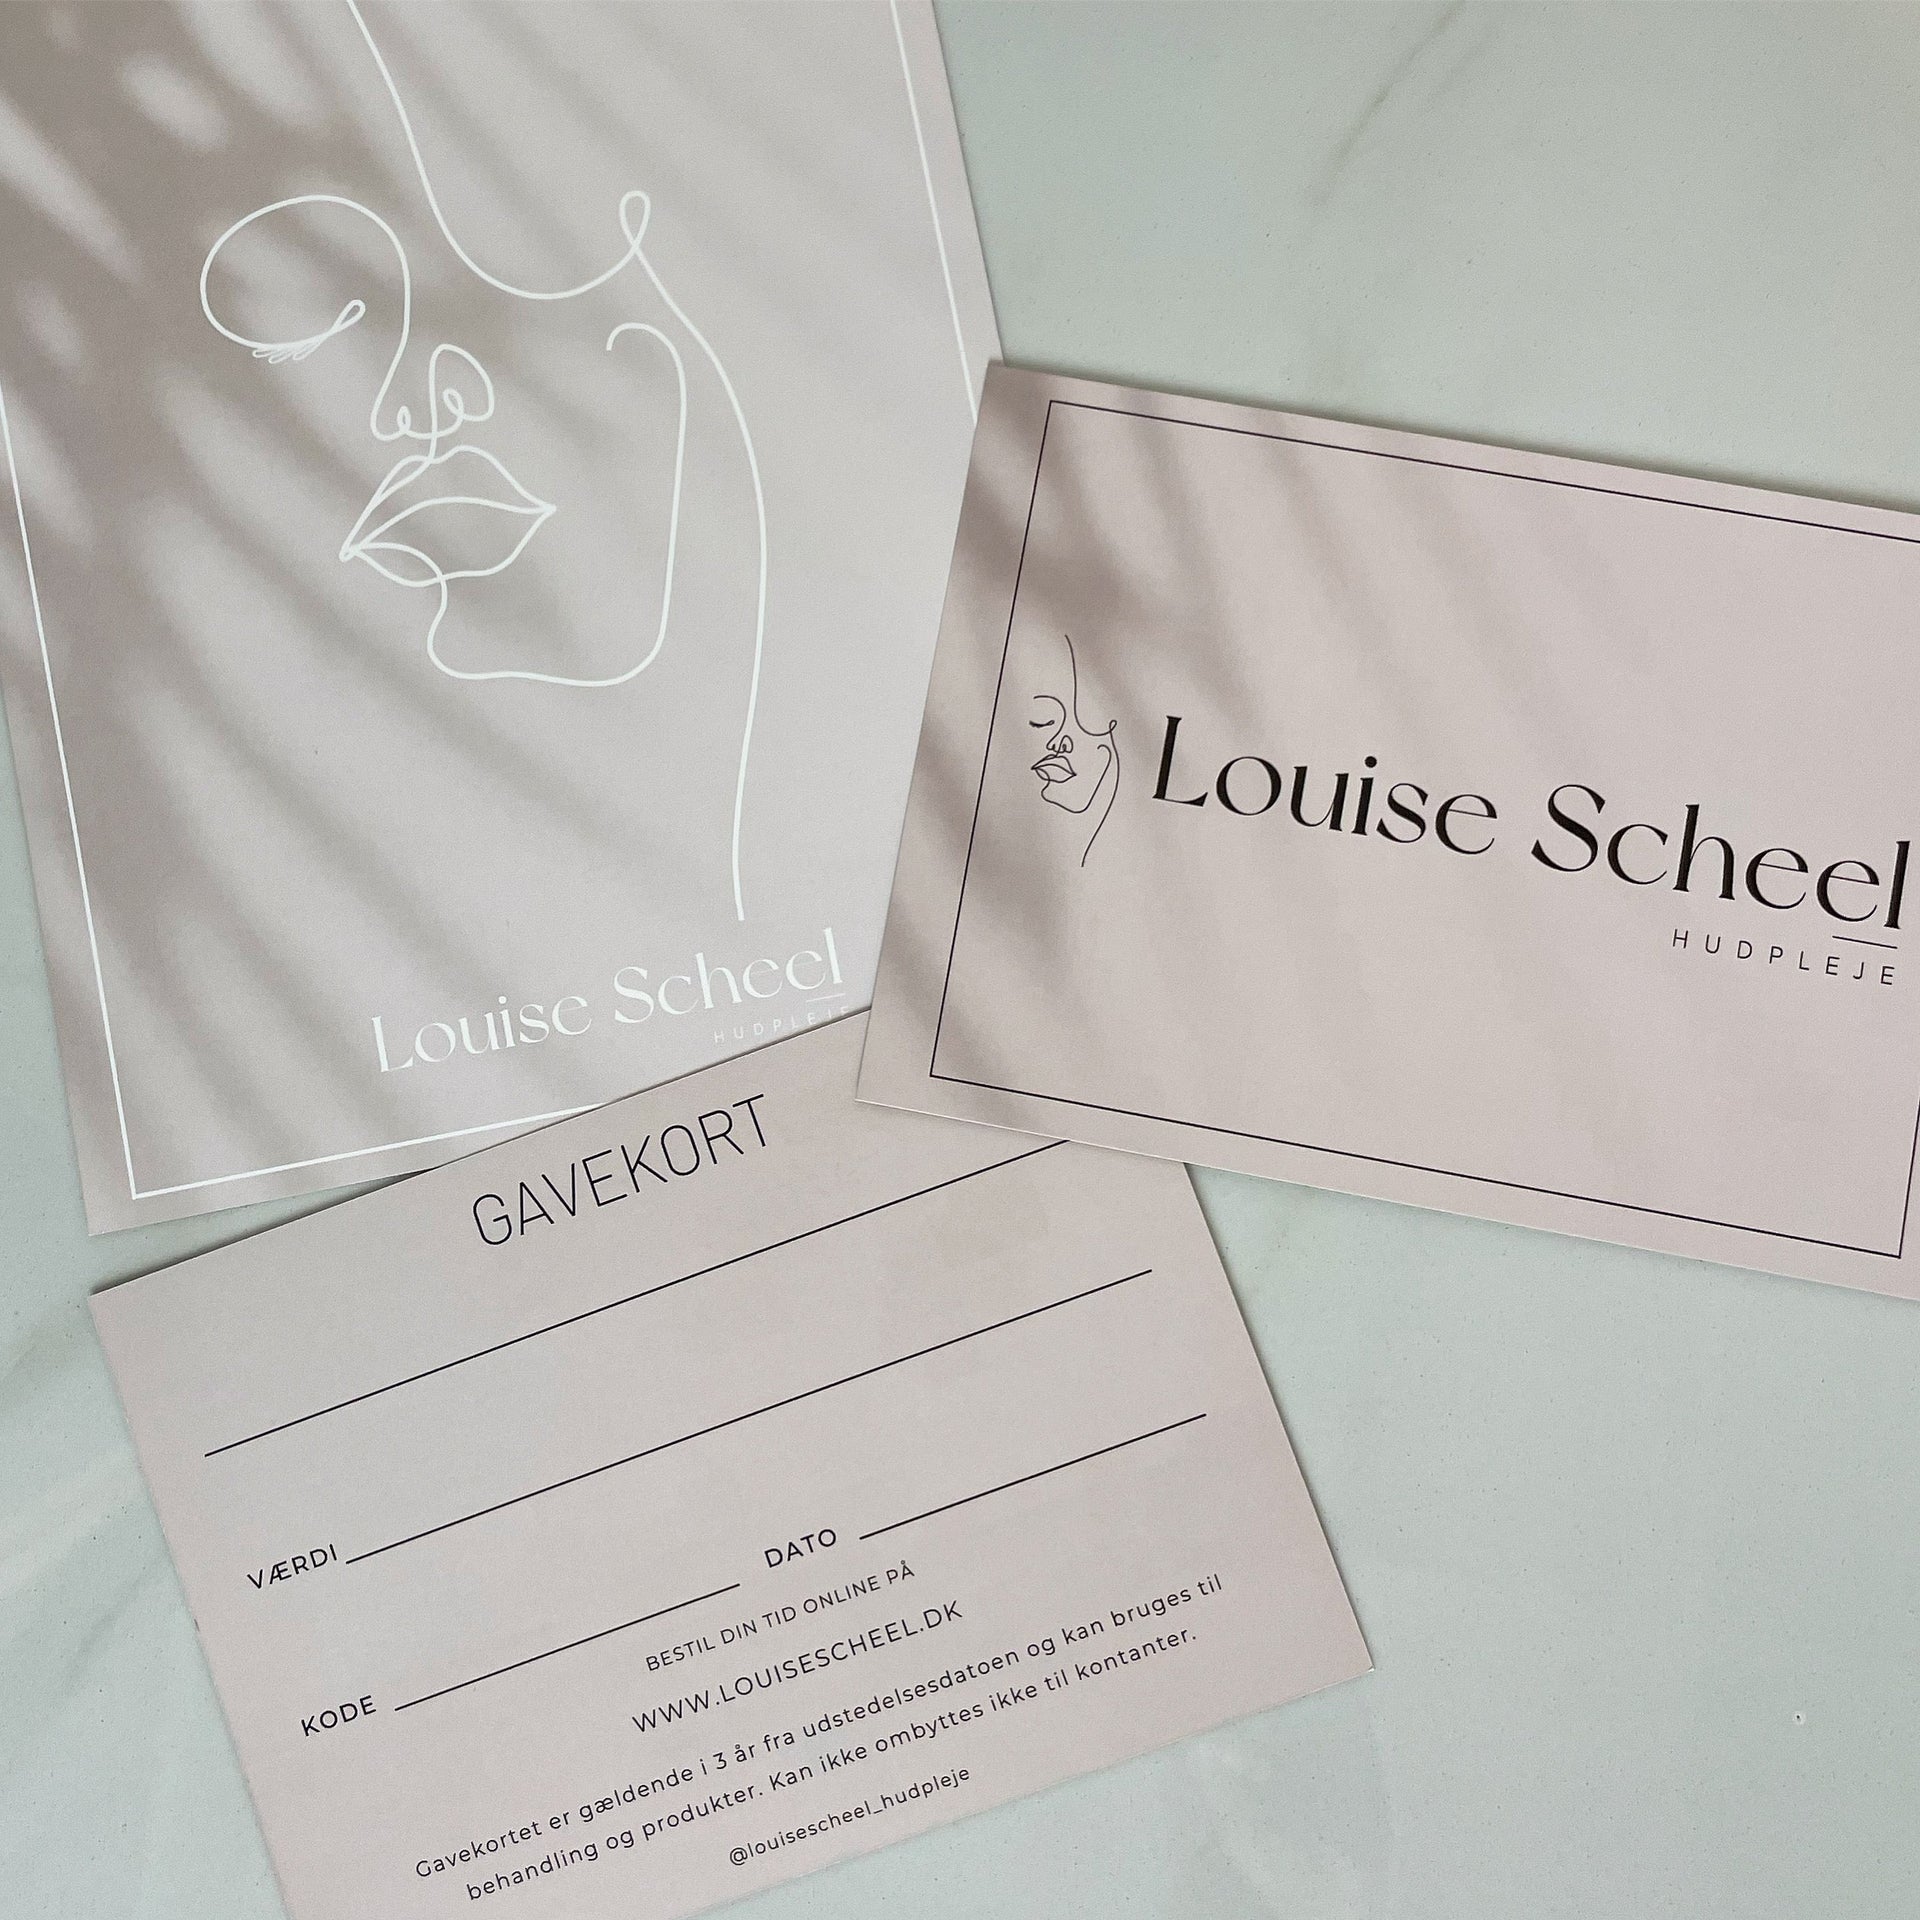 Louise Scheel
HUDPLEJE
Louise Scheel
HUDPLEJE
GAVEKORT
VÆRDI
KODE
DATO
BESTIL DIN TID ONLINE PÅ
WWW.LOUISESCHEEL.DK
Gavekortet er gældende i 3 år fra udstedelsesdatoen og kan bruges til
behandling og produkter. Kan ikke ombyttes ikke til kontanter.
@louisescheel_hudpleje